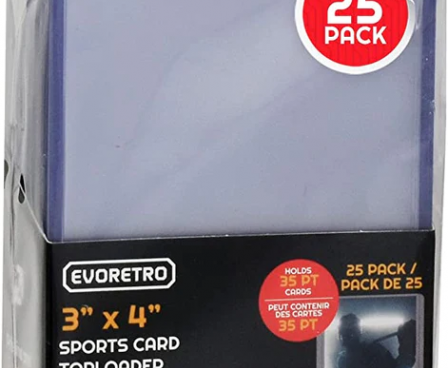 25
PACK
EVORETRO
3" x 4"
SPORTS CARD
TOPLOADER
HOLDS
35 PT
CARDS
PEUT CONTENIR
DES CARTES
35 PT
25 PACK /
PACK DE 25